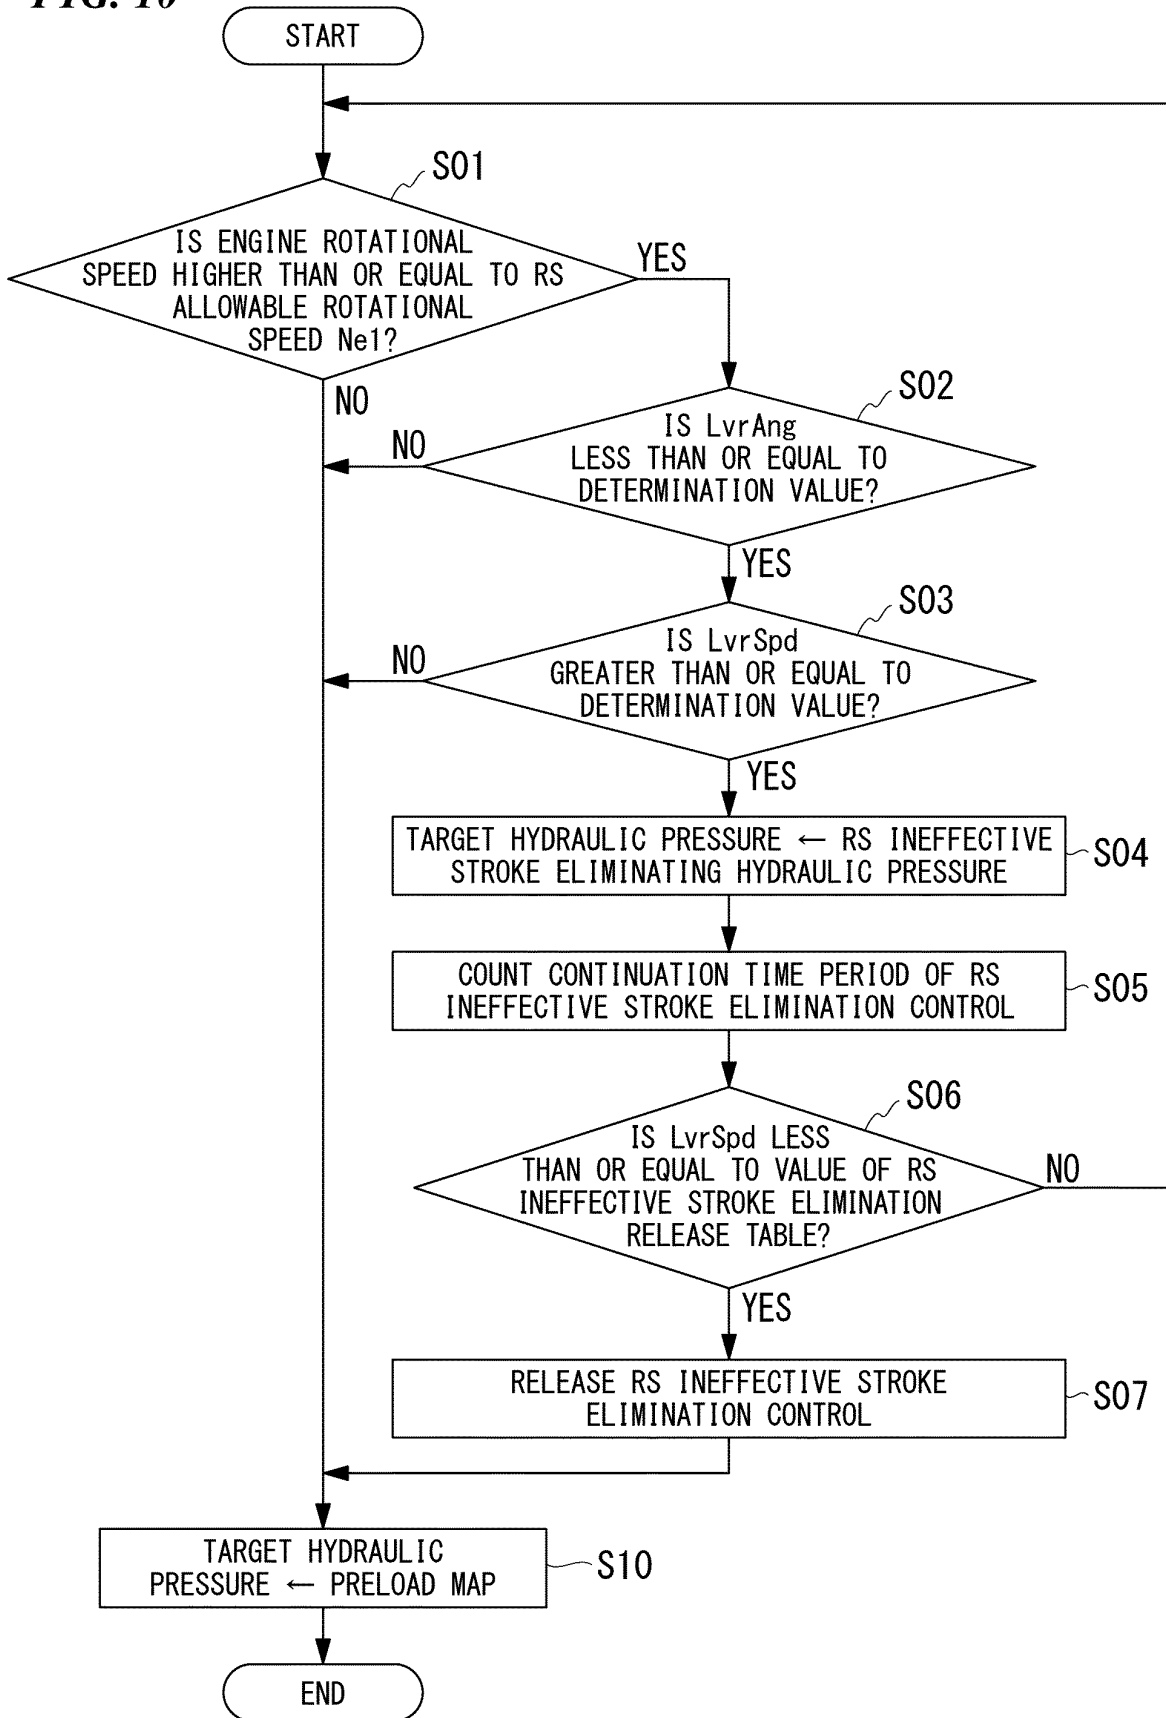 FIG. 10
START
S01
IS ENGINE ROTATIONAL
SPEED HIGHER THAN OR EQUAL TO RS
ALLOWABLE ROTATIONAL
SPEED Ne1?
YES
NO
S02
IS LvrAng
LESS THAN OR EQUAL TO
DETERMINATION VALUE?
NO
YES
S03
IS LvrSpd
GREATER THAN OR EQUAL TO
DETERMINATION VALUE?
NO
YES
TARGET HYDRAULIC PRESSURE ← RS INEFFECTIVE
STROKE ELIMINATING HYDRAULIC PRESSURE
S04
COUNT CONTINUATION TIME PERIOD OF RS
INEFFECTIVE STROKE ELIMINATION CONTROL
S05
S06
IS LvrSpd LESS
THAN OR EQUAL TO VALUE OF RS
INEFFECTIVE STROKE ELIMINATION
RELEASE TABLE?
NO
YES
RELEASE RS INEFFECTIVE STROKE
ELIMINATION CONTROL
S07
TARGET HYDRAULIC
PRESSURE ← PRELOAD MAP
S10
END